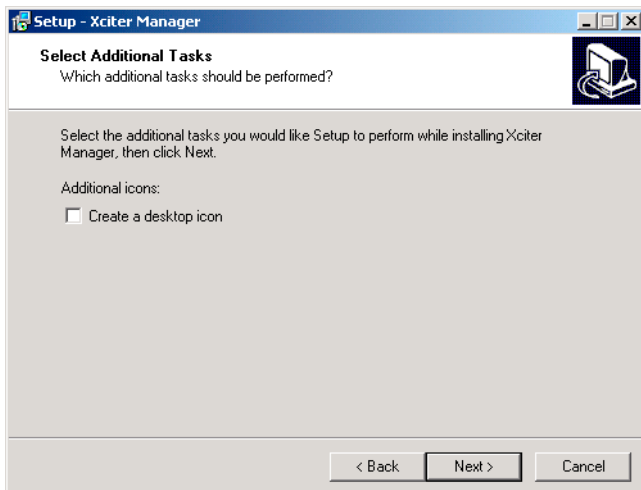 Setup - Xciter Manager
Select Additional Tasks
Which additional tasks should be performed?
Select the additional tasks you would like Setup to perform while installing Xciter
Manager, then click Next.
Additional icons:
Create a desktop icon
< Back
Next >
Cancel